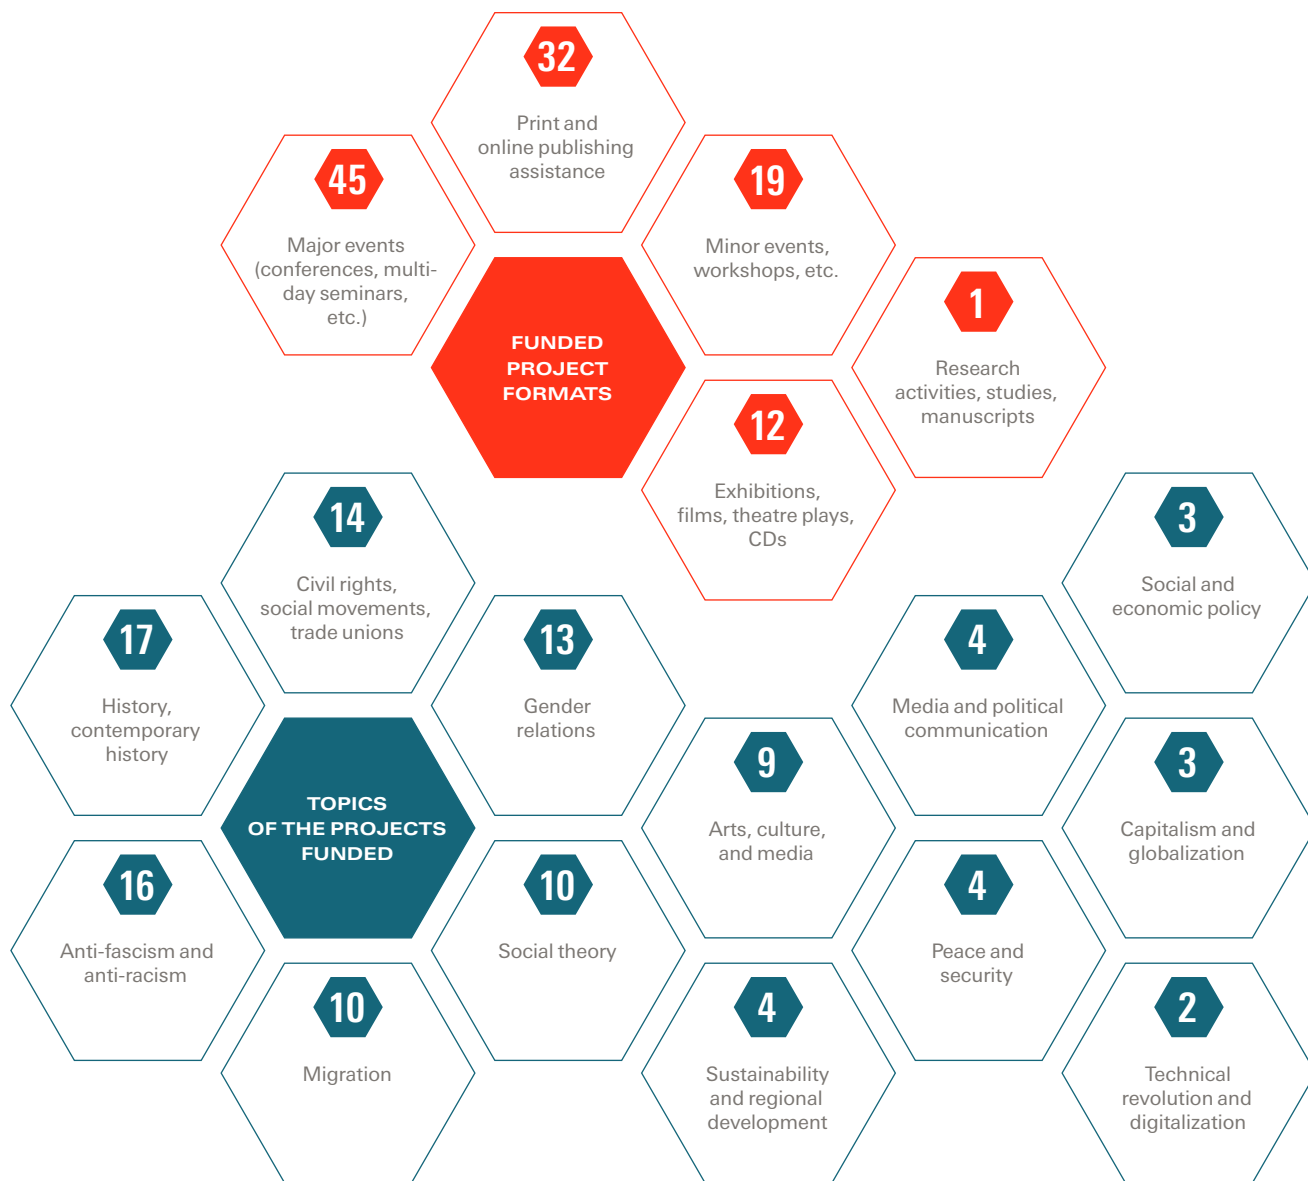 32
Print and
online publishing
assistance
45
Major events
(conferences, multi-
day seminars,
etc.)
19
Minor events,
workshops, etc.
1
Research
activities, studies,
manuscripts
FUNDED
PROJECT
FORMATS
12
Exhibitions,
films, theatre plays,
CDs
14
Civil rights,
social movements,
trade unions
3
Social and
economic policy
17
History,
contemporary
history
13
Gender
relations
4
Media and political
communication
TOPICS
OF THE PROJECTS
FUNDED
9
Arts, culture,
and media
3
Capitalism and
globalization
16
Anti-fascism and
anti-racism
10
Social theory
4
Peace and
security
10
Migration
4
Sustainability
and regional
development
2
Technical
revolution and
digitalization